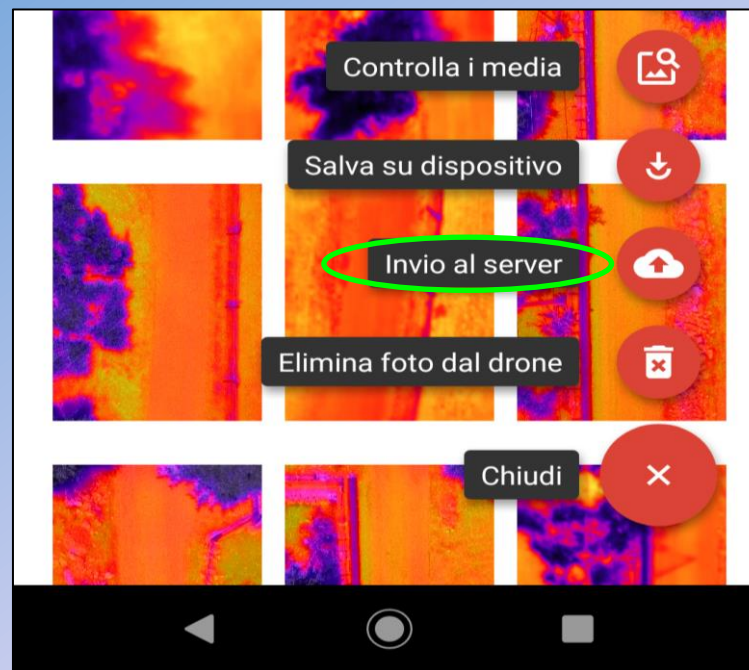 Controlla i media
Salva su dispositivo
Invio al server
Elimina foto dal drone
Chiudi